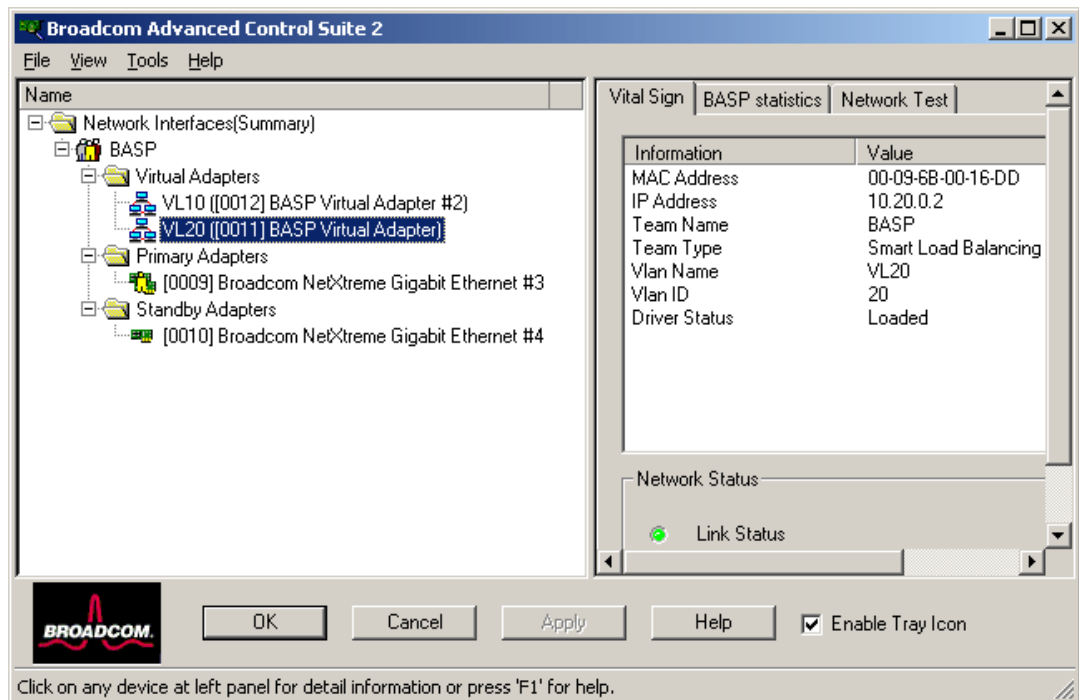 Broadcom Advanced Control Suite 2
File View Tools Help
Name
Network Interfaces(Summary)
BASP
Virtual Adapters
VL10 ([0012] BASP Virtual Adapter #2)
VL20 ([0011] BASP Virtual Adapter)
Primary Adapters
[0009] Broadcom NetXtreme Gigabit Ethernet #3
Standby Adapters
[0010] Broadcom NetXtreme Gigabit Ethernet #4
Vital Sign BASP statistics Network Test
Information Value
MAC Address 00-09-6B-00-16-DD
IP Address 10.20.0.2
Team Name BASP
Team Type Smart Load Balancing
Vlan Name VL20
Vlan ID 20
Driver Status Loaded
Network Status
Link Status
BROADCOM.
OK Cancel Apply Help Enable Tray Icon
Click on any device at left panel for detail information or press 'F1' for help.